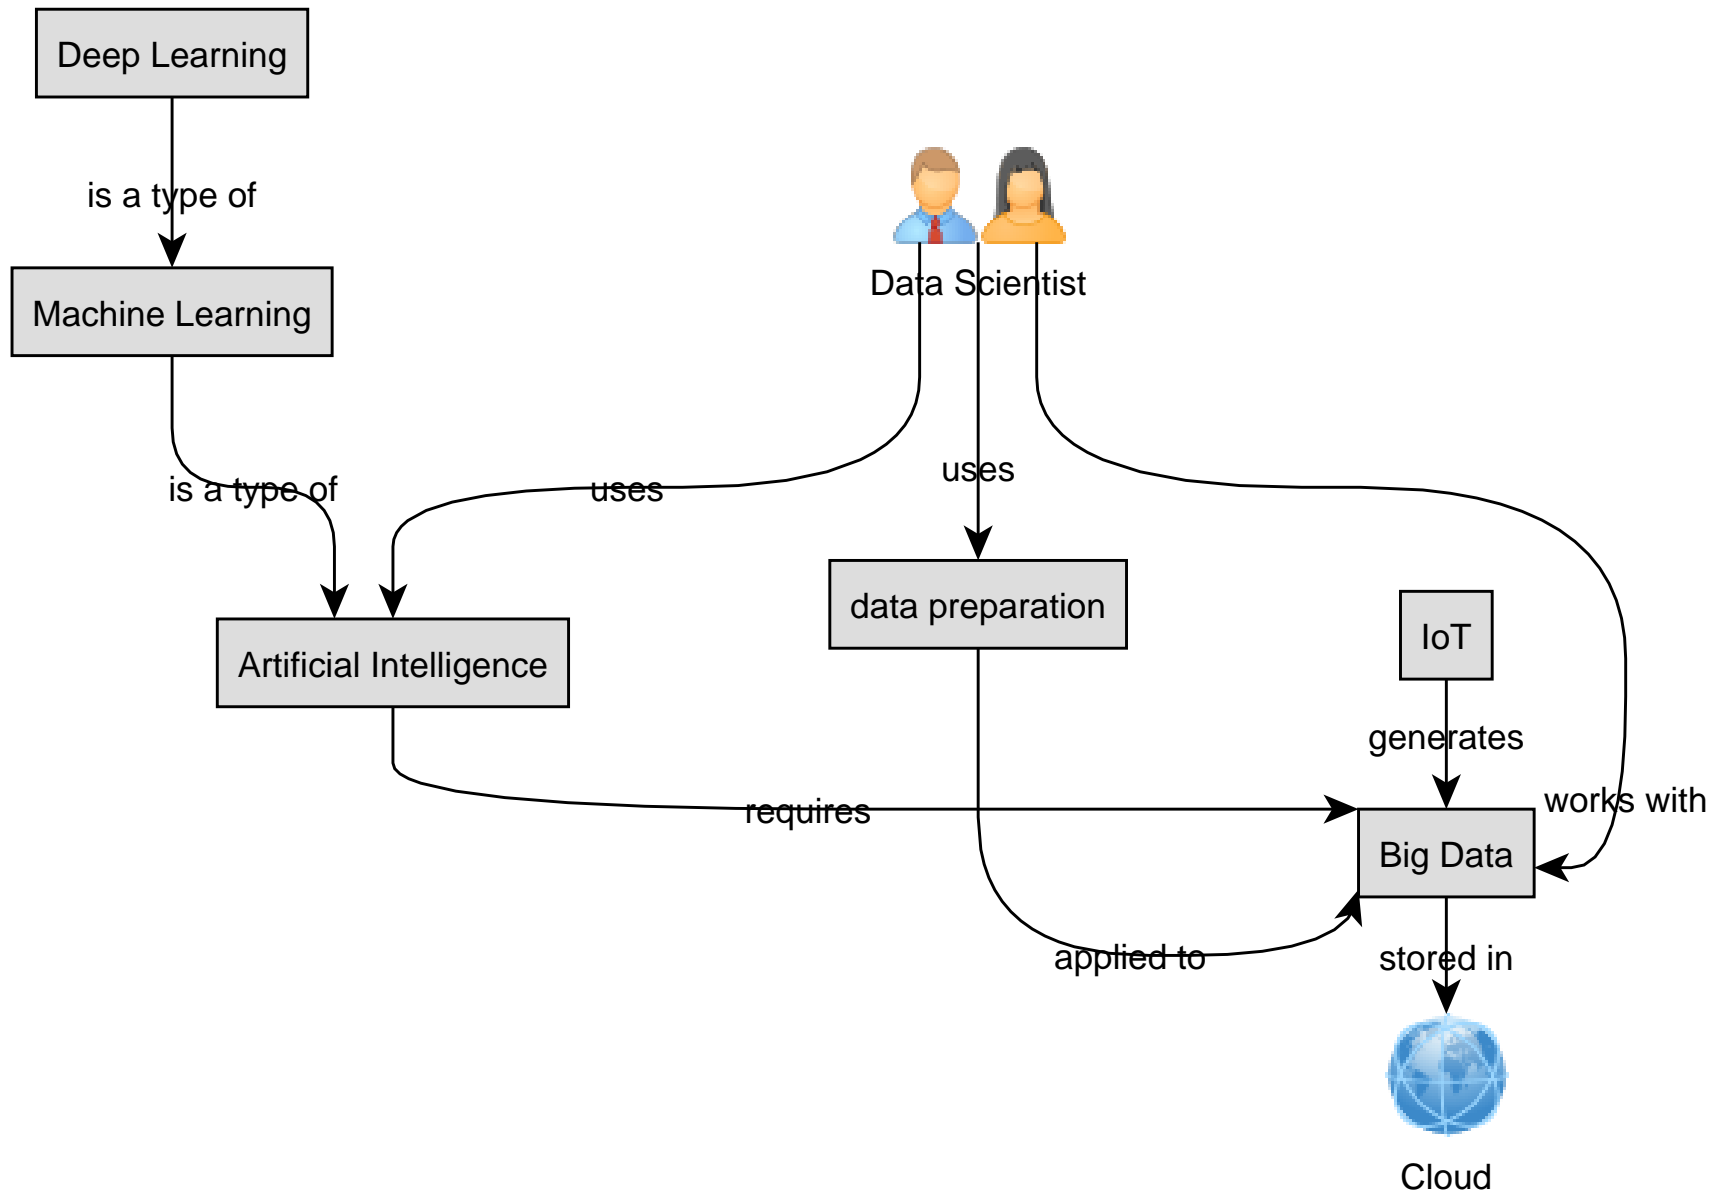 Deep Learning
is a type of
Data Scientist
Machine Learning
uses
is a type of
uses
data preparation
IoT
Artificial Intelligence
generates
works with
requires
Big Data
applied to
stored in
Cloud